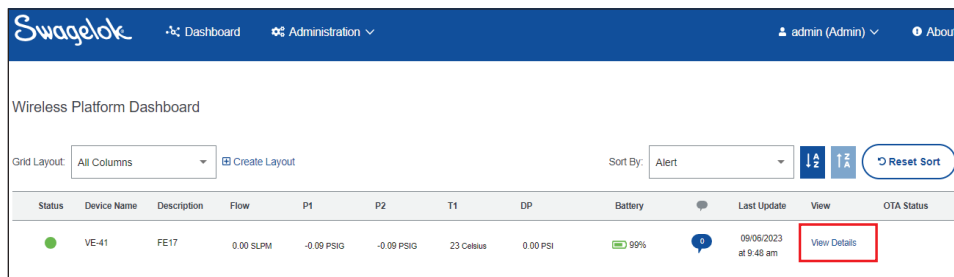 Swagelok Dashboard Administration admin (Admin) About
Wireless Platform Dashboard
Grid Layout: All Columns Create Layout Sort By: Alert A Z Z A Reset Sort
Status Device Name Description Flow P1 P2 T1 DP Battery Last Update View OTA Status
VE-41 FE17 0.00 SLPM -0.09 PSIG -0.09 PSIG 23 Celsius 0.00 PSI 99% 0 09/06/2023 View Details
at 9:48 am